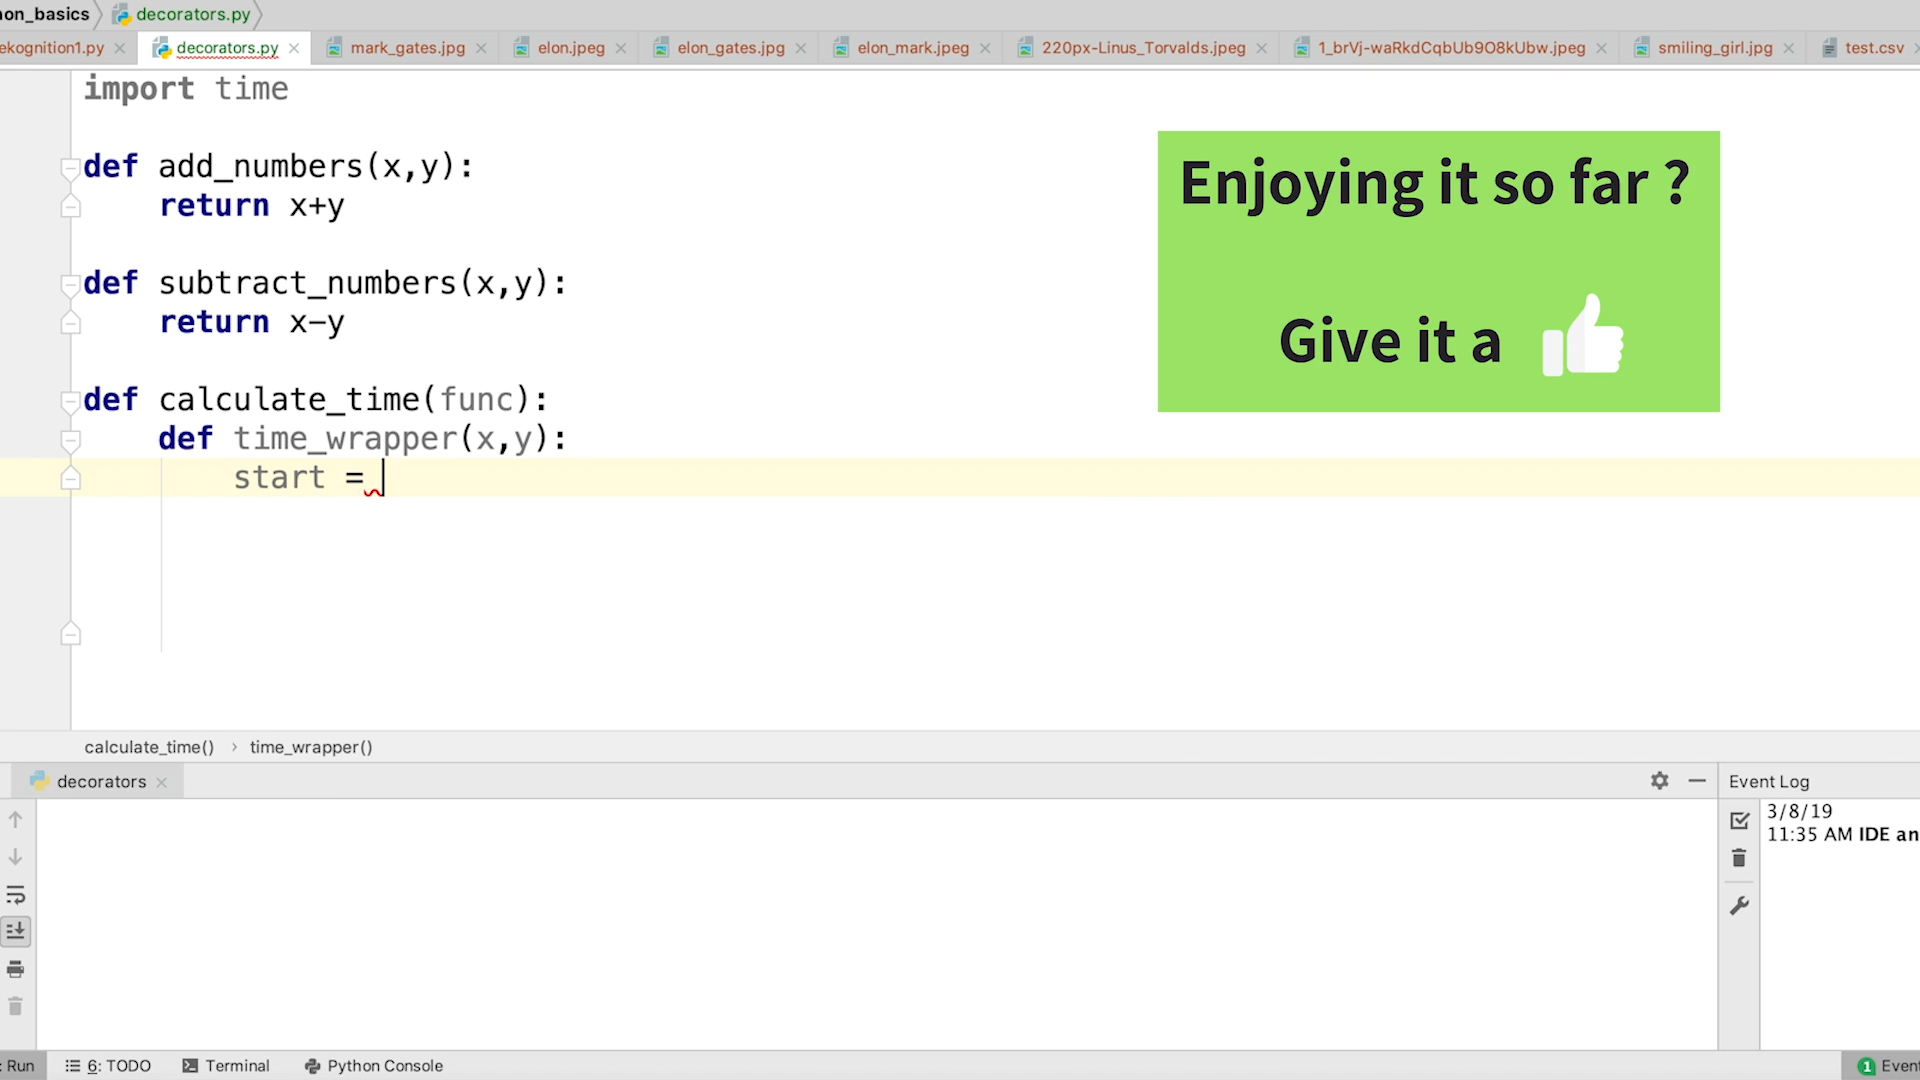 on_basics decorators.py
ekognition1.py decorators.py mark_gates.jpg elon.jpeg elon_gates.jpg elon_mark.jpeg 220px-Linus_Torvalds.jpeg 1_brVj-waRkdCqbUb9O8kUbw.jpeg smiling_girl.jpg test.csv
import time
def add_numbers(x,y):
return x+y
def subtract_numbers(x,y):
return x-y
def calculate_time(func):
def time_wrapper(x,y):
start =
Enjoying it so far ?
Give it a
calculate_time() › time_wrapper()
decorators
Event Log
3/8/19
11:35 AM IDE an
: Run 6: TODO Terminal Python Console 1 Event